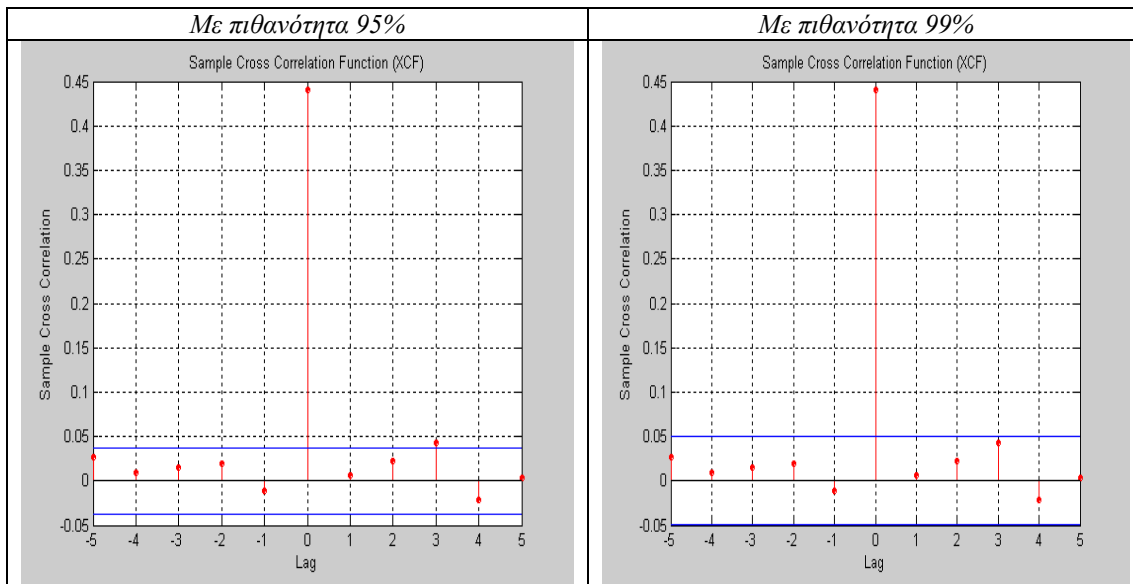 Με πιθανότητα 95%
Με πιθανότητα 99%
Sample Cross Correlation Function (XCF)
Sample Cross Correlation
0.45
0.4
0.35
0.3
0.25
0.2
0.15
0.1
0.05
0
-0.05
-5 -4 -3 -2 -1 0 1 2 3 4 5
Lag
Sample Cross Correlation Function (XCF)
Sample Cross Correlation
0.45
0.4
0.35
0.3
0.25
0.2
0.15
0.1
0.05
0
-0.05
-5 -4 -3 -2 -1 0 1 2 3 4 5
Lag